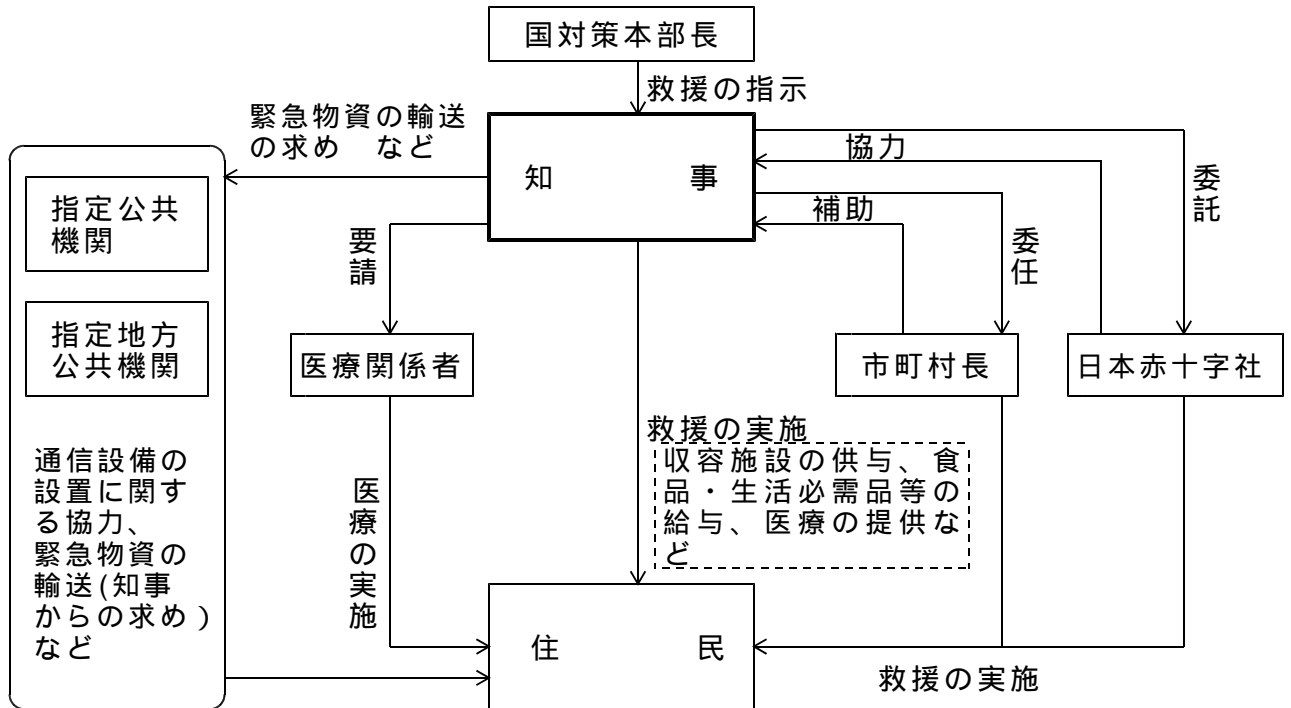 国対策本部長
救援の指示
緊急物資の輸送
の求め　など
知　事
協力
補助
委託
委任
要請
指定公共
機関
指定地方
公共機関
医療関係者
市町村長
日本赤十字社
通信設備の
設置に関す
る協力、
緊急物資の
輸送(知事
からの求め)
など
医療の実施
救援の実施
収容施設の供与、食
品・生活必需品等の
給与、医療の提供な
ど
住　民
救援の実施